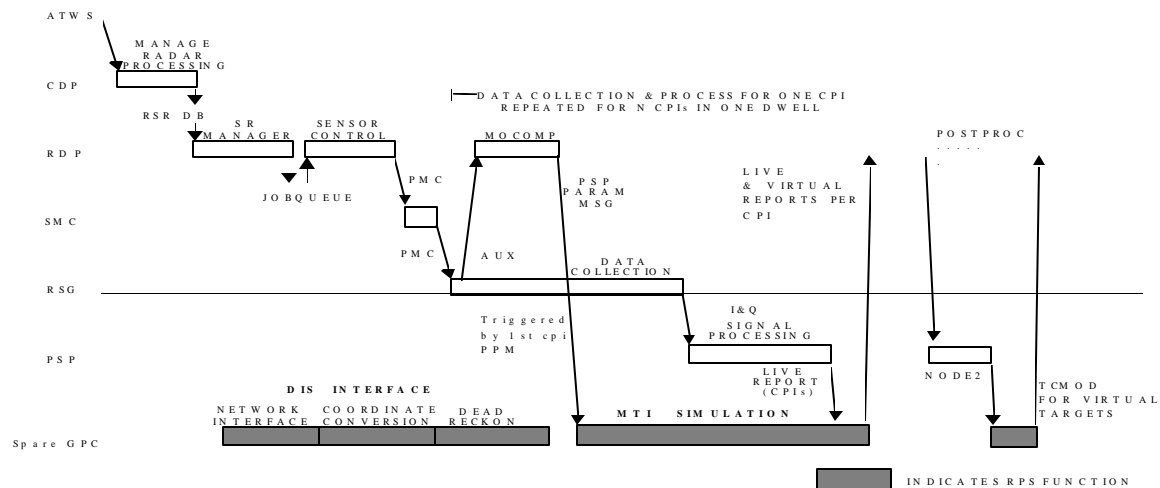 ATWS
MANAGE
RADAR
PROCESSING
CDP
DATA COLLECTION & PROCESS FOR ONE CPI
REPEATED FOR N CPIs IN ONE DWELL
RSR DB
SR
MANAGER
SENSOR
CONTROL
MOCOMP
POSTPROC
. . . . .
.
RDP
PMC
PSP
PARAM
MSG
LIVE
& VIRTUAL
REPORTS PER
CPI
JOBQUEUE
SMC
PMC
AUX
DATA
COLLECTION
RSG
I&Q
SIGNAL
PROCESSING
Triggered
by 1st cpi
PPM
PSP
LIVE
REPORT
(CPIs)
NODE2
TCMOD
FOR VIRTUAL
TARGETS
DIS INTERFACE
NETWORK
INTERFACE
COORDINATE
CONVERSION
DEAD
RECKON
MTI SIMULATION
Spare GPC
INDICATES RPS FUNCTION